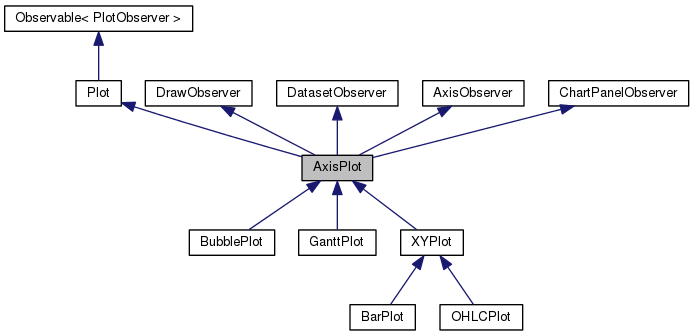 Observable< PlotObserver >
Plot
DrawObserver
DatasetObserver
AxisObserver
ChartPanelObserver
AxisPlot
BubblePlot
GanttPlot
XYPlot
BarPlot
OHLCPlot